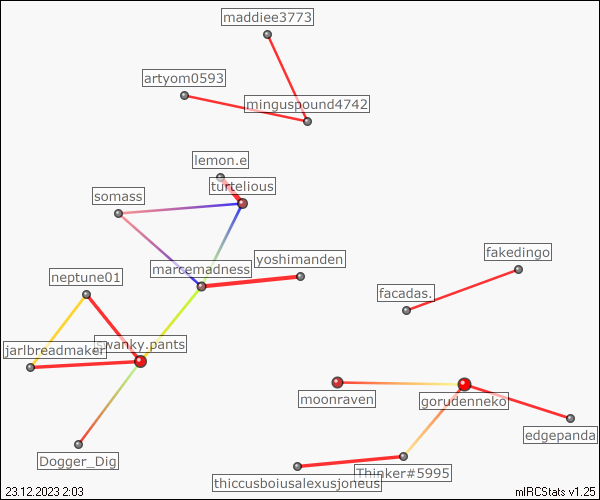 maddiee3773
artyom0593
minguspound4742
lemon.e
turtelious
somass
marcemadness
yoshimanden
fakedingo
neptune01
facadas.
jarlbreadmaker
wanky.pants
moonraven
gorudenneko
edgepanda
Dogger_Dig
Thinker#5995
thiccusboiusalexusjoneus
23.12.2023 2:03
mIRCStats v1.25